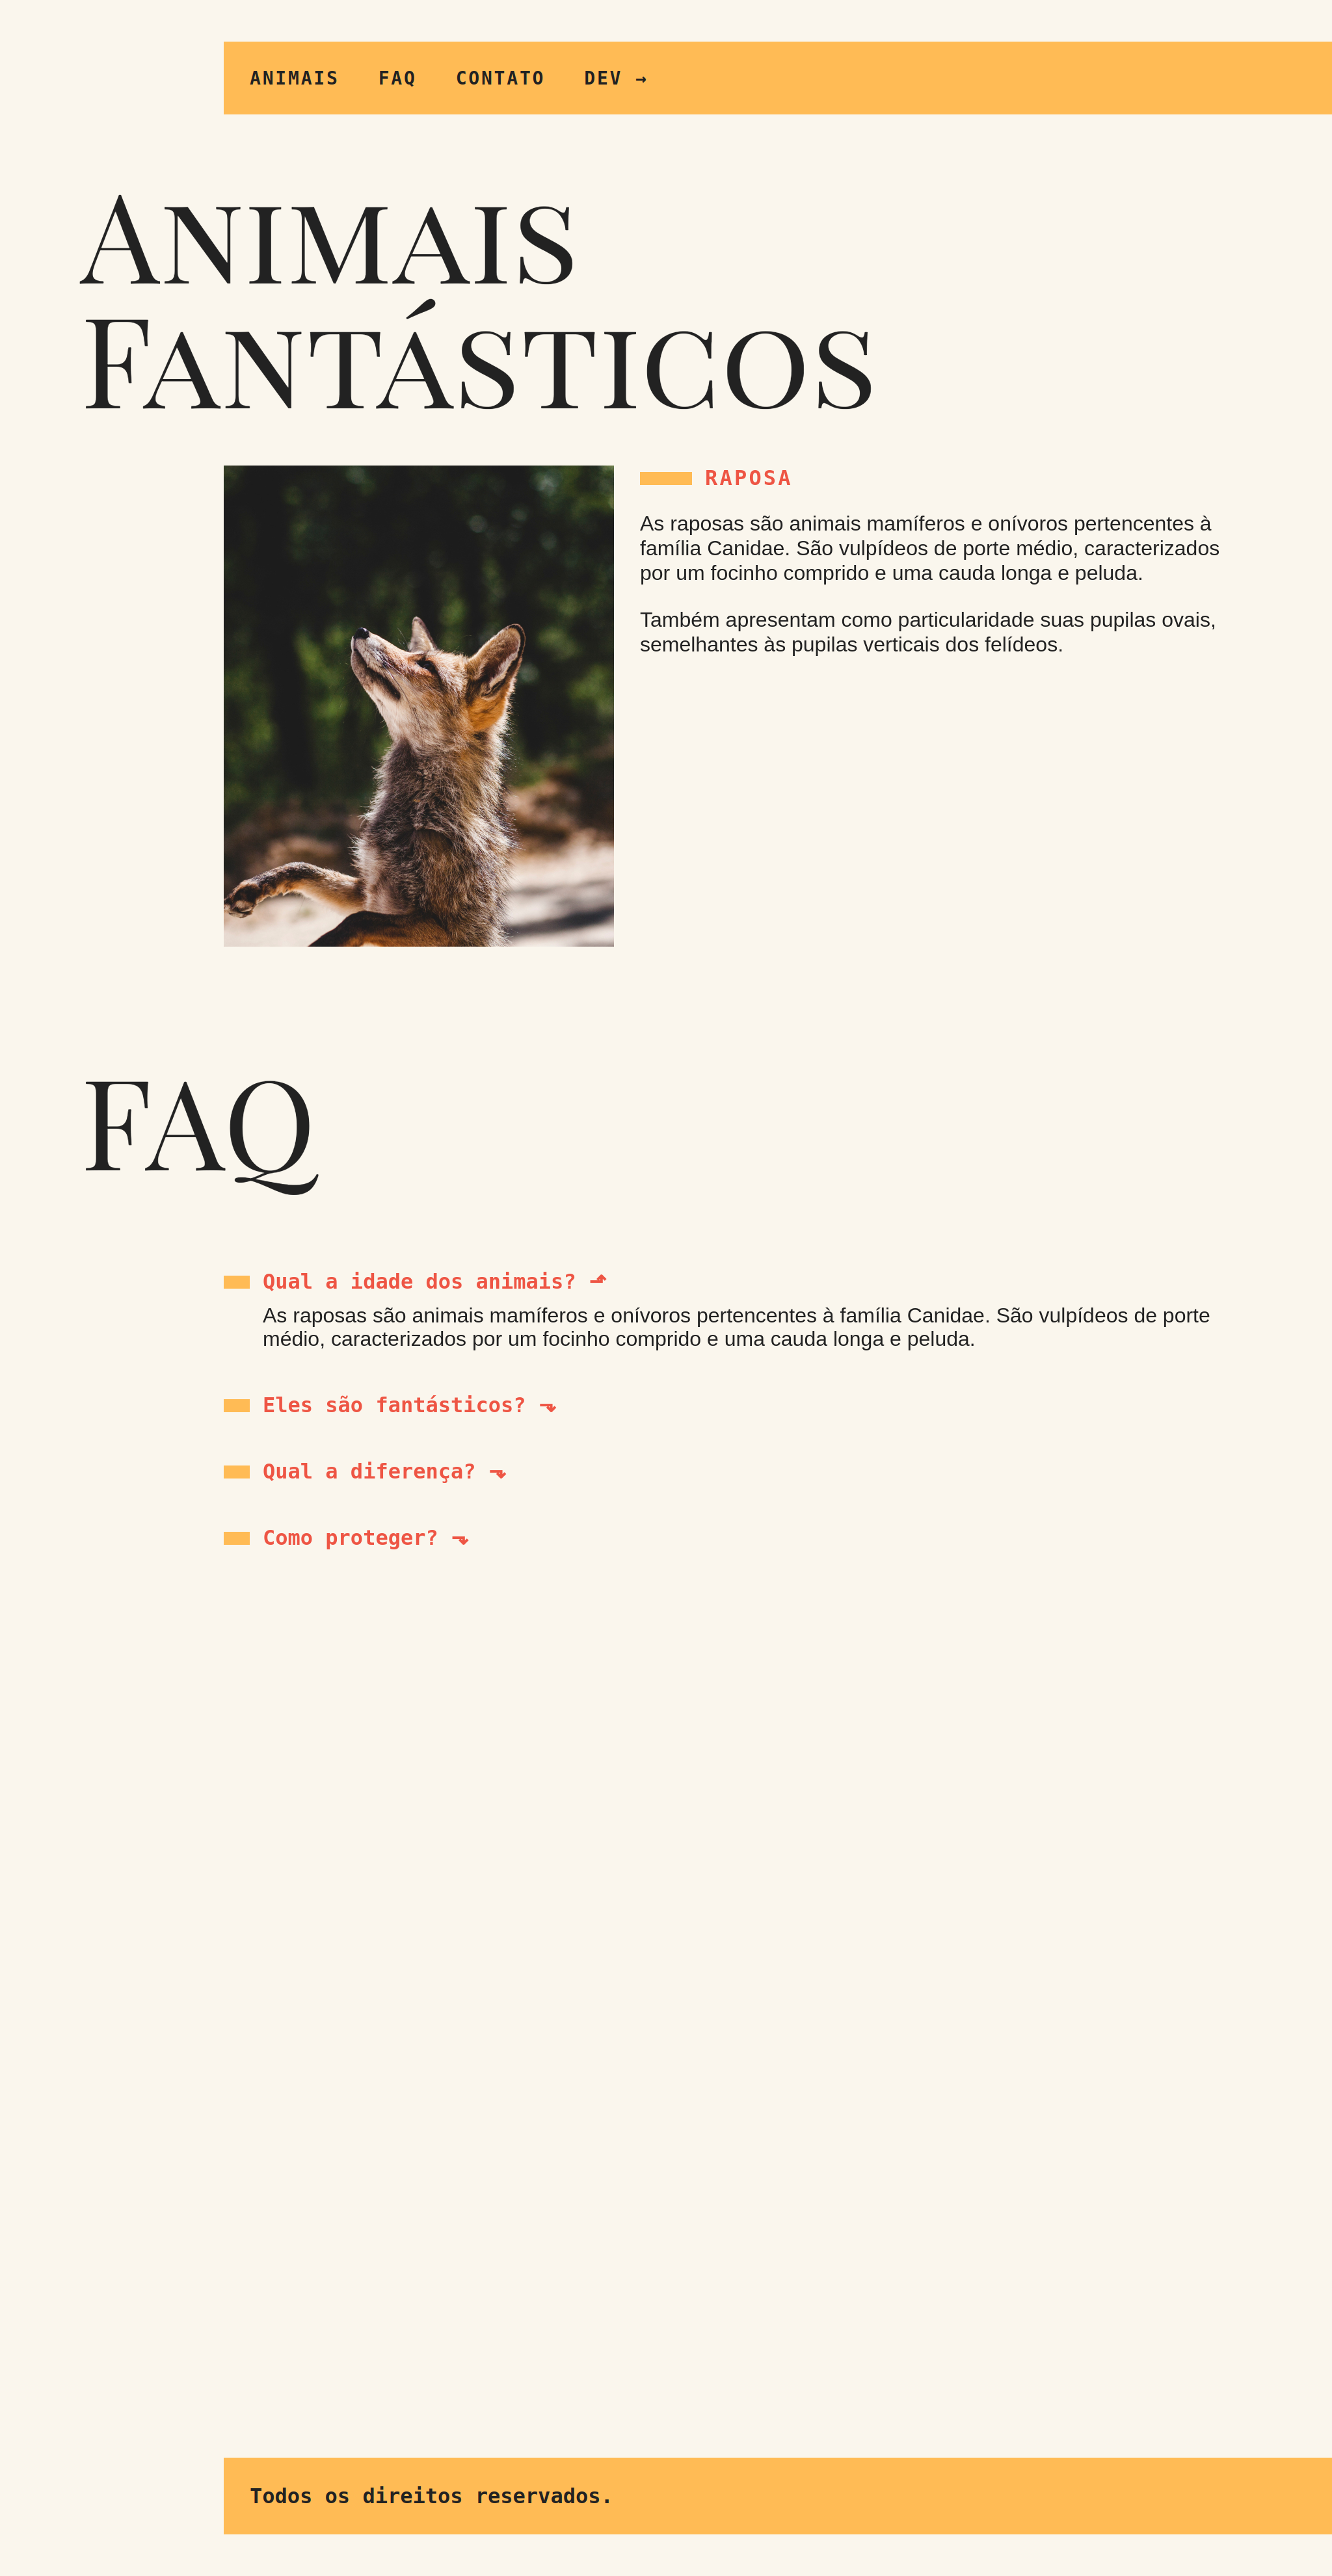 ANIMAIS FAQ CONTATO DEV →
ANIMAIS
FANTÁSTICOS
RAPOSA
As raposas são animais mamíferos e onívoros pertencentes à
família Canidae. São vulpídeos de porte médio, caracterizados
por um focinho comprido e uma cauda longa e peluda.
Também apresentam como particularidade suas pupilas ovais,
semelhantes às pupilas verticais dos felídeos.
FAQ
Qual a idade dos animais? ⬏
As raposas são animais mamíferos e onívoros pertencentes à família Canidae. São vulpídeos de porte
médio, caracterizados por um focinho comprido e uma cauda longa e peluda.
Eles são fantásticos? ⬎
Qual a diferença? ⬎
Como proteger? ⬎
Todos os direitos reservados.